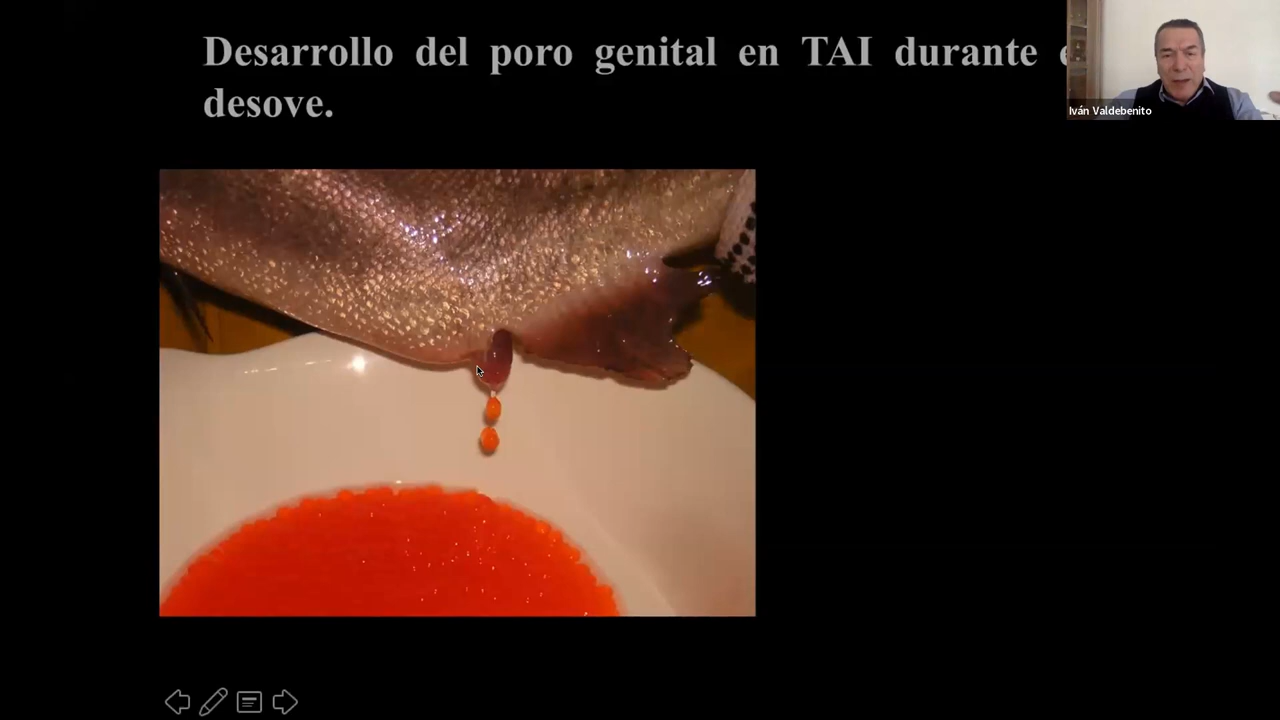 Desarrollo del poro genital en TAI durante
desove.
Iván Valdebenito